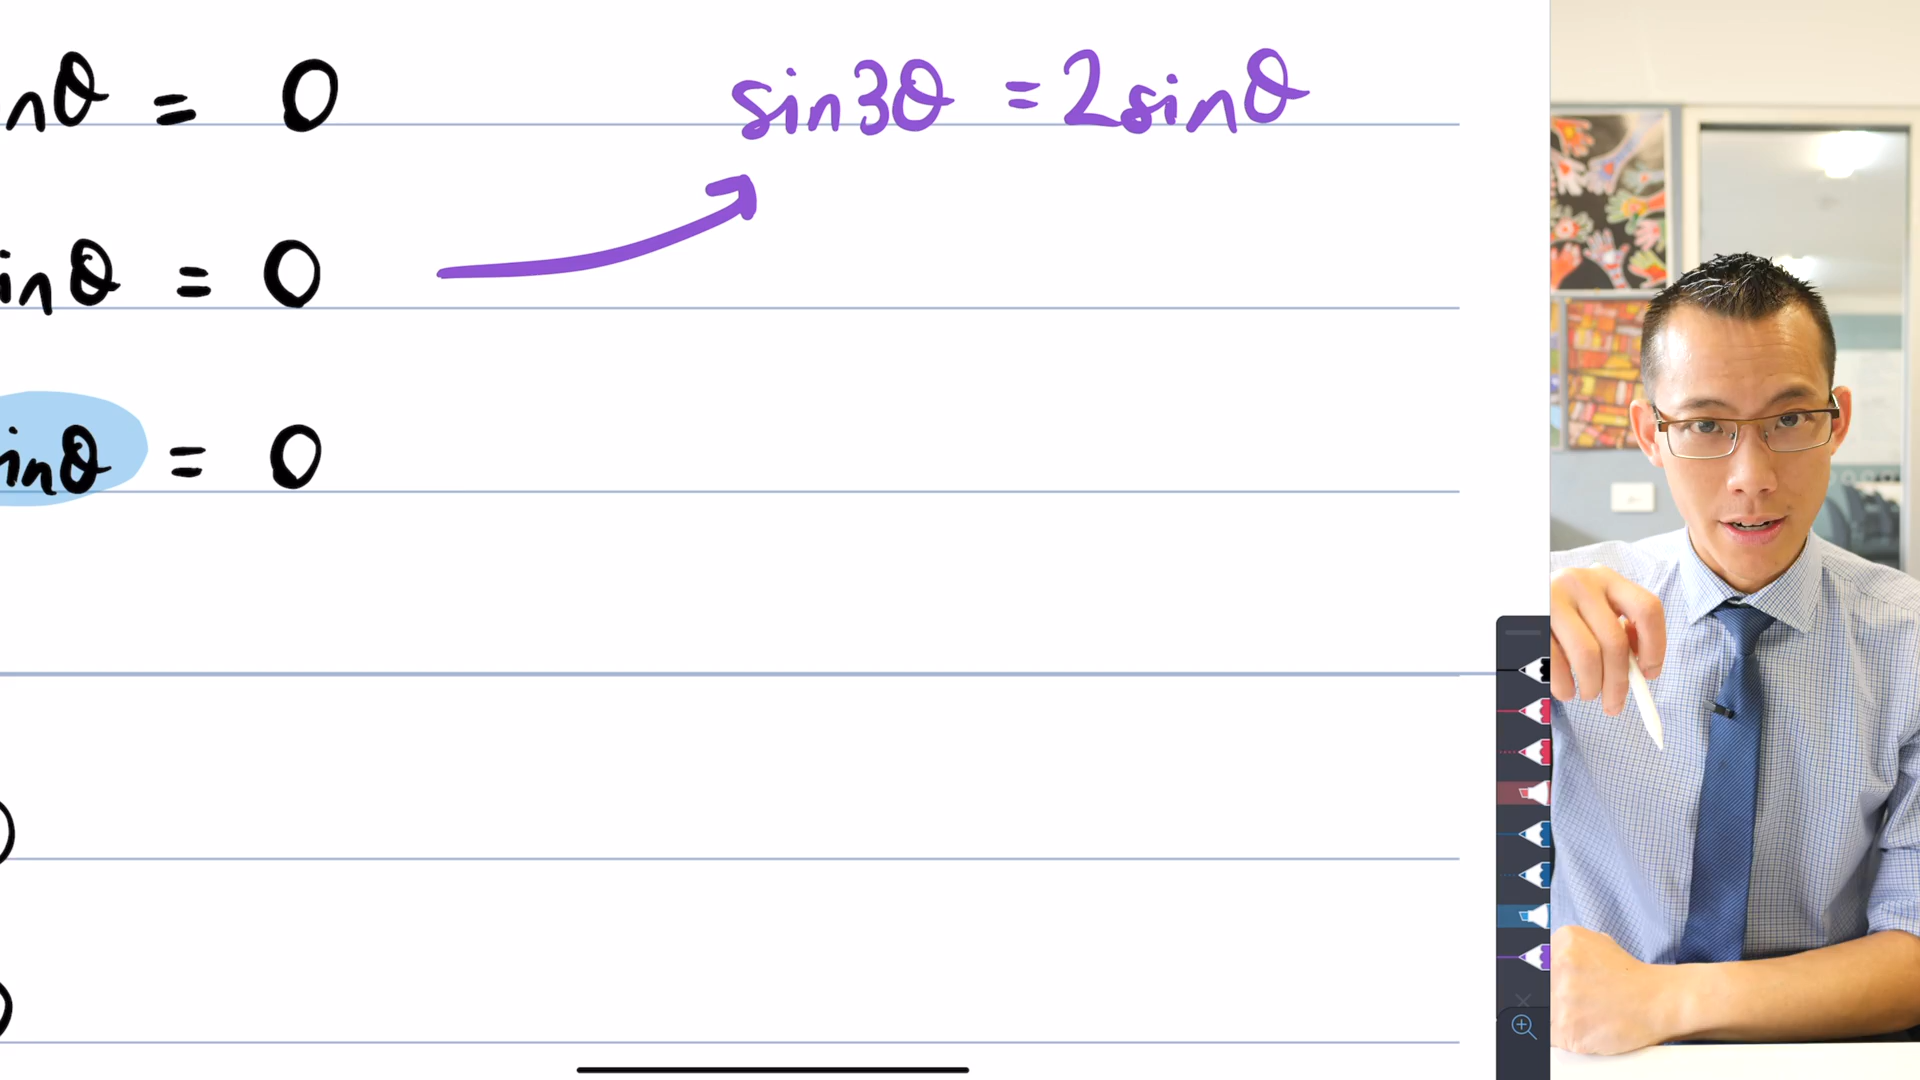 nθ = 0
sin3θ = 2sinθ
inθ = 0
inθ = 0
)
)